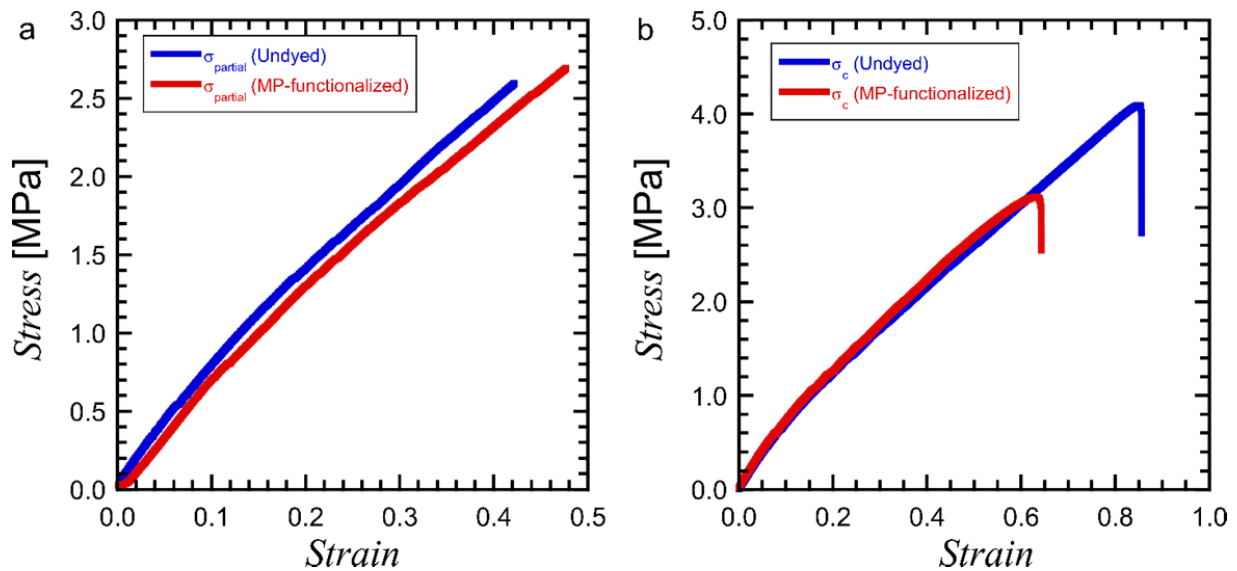 a
3.0
2.5
2.0
1.5
1.0
0.5
0.0
Stress [MPa]
σpartial (Undyed)
σpartial (MP-functionalized)
0.0 0.1 0.2 0.3 0.4 0.5
Strain
b
5.0
4.0
3.0
2.0
1.0
0.0
Stress [MPa]
σc (Undyed)
σc (MP-functionalized)
0.0 0.2 0.4 0.6 0.8 1.0
Strain